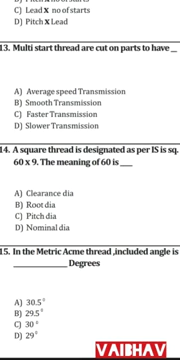 C) Lead x no of starts
D) Pitch x Lead
13. Multi start thread are cut on parts to have _
A) Average speed Transmission
B) Smooth Transmission
C) Faster Transmission
D) Slower Transmission
14. A square thread is designated as per IS is sq.
60 x 9. The meaning of 60 is ___
A) Clearance dia
B) Root dia
C) Pitch dia
D) Nominal dia
15. In the Metric Acme thread ,included angle is
____________ Degrees
A) 30.5°
B) 29.5°
C) 30 °
D) 29°
VAIBHAV